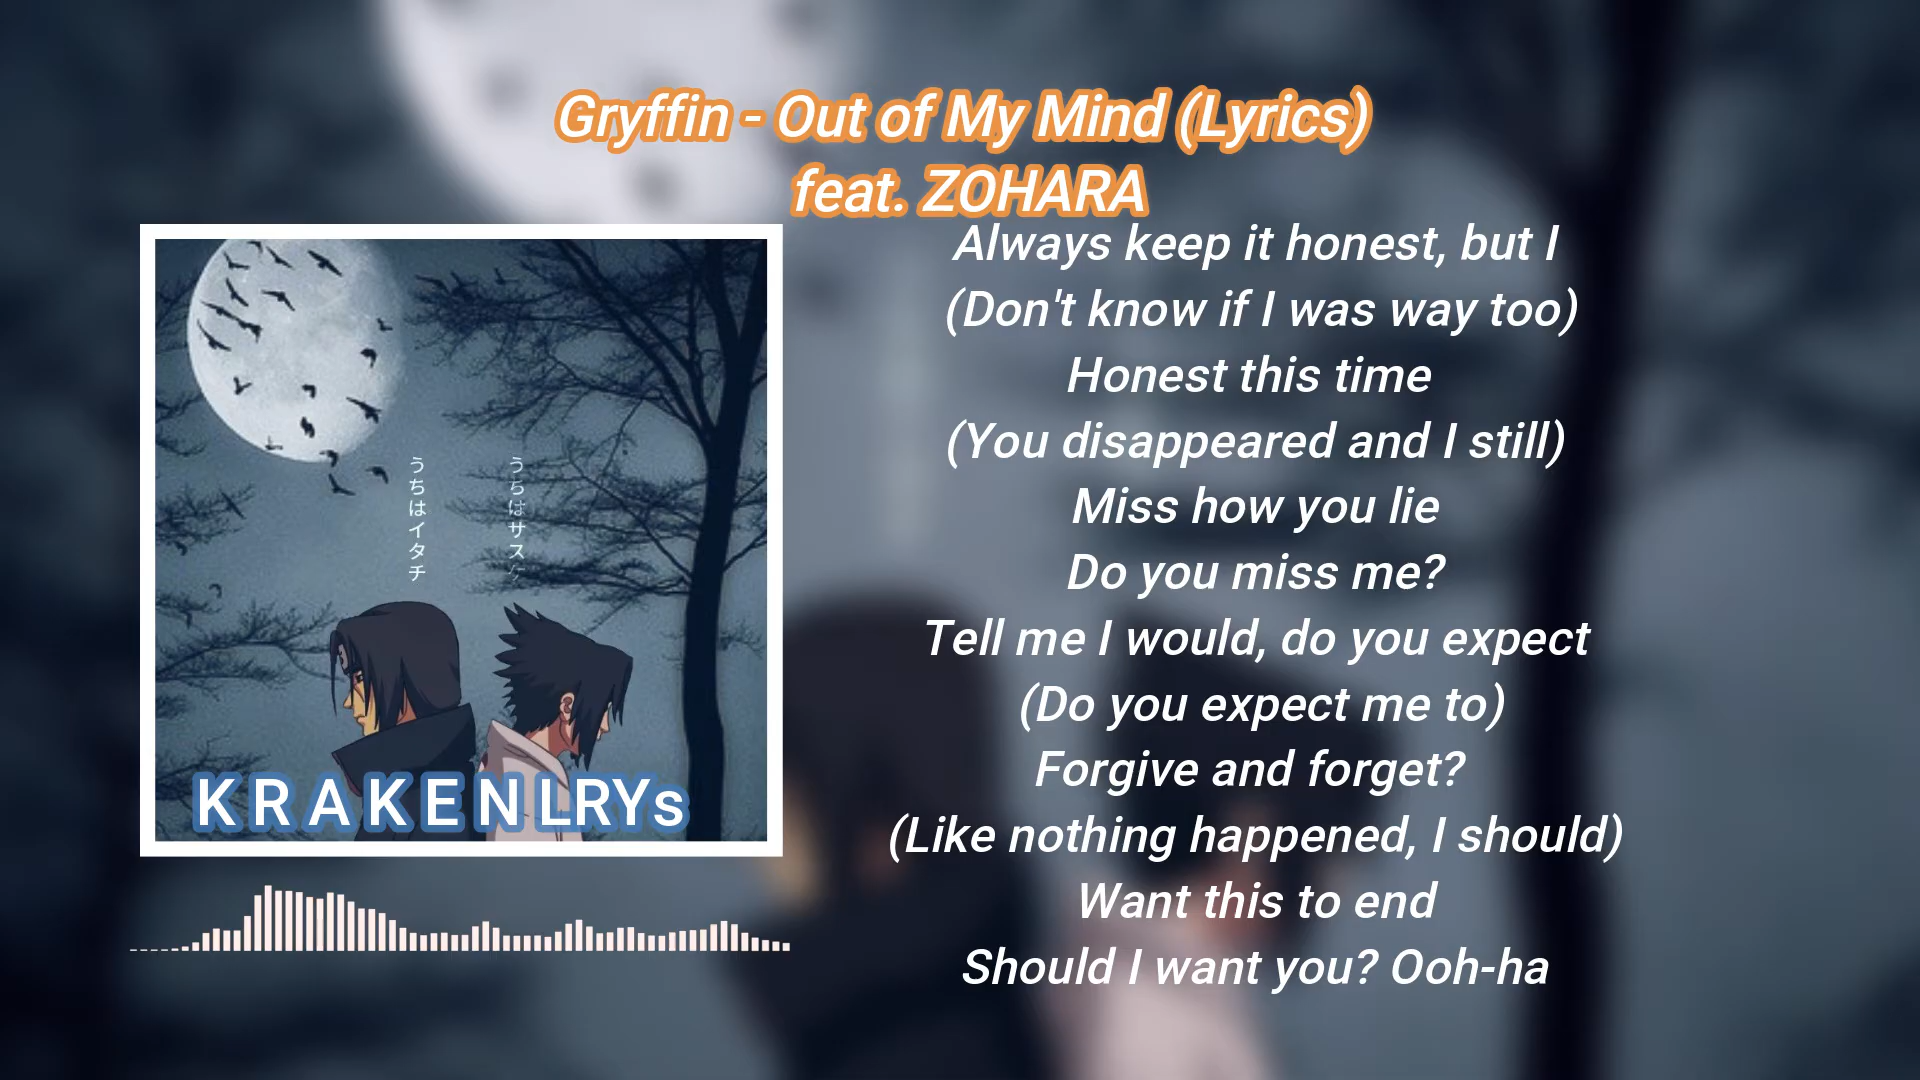 Gryffin - Out of My Mind (Lyrics)
feat. ZOHARA
うちはイタチ
うちはサス
K R A K E N LRYs
Always keep it honest, but I
(Don't know if I was way too)
Honest this time
(You disappeared and I still)
Miss how you lie
Do you miss me?
Tell me I would, do you expect
(Do you expect me to)
Forgive and forget?
(Like nothing happened, I should)
Want this to end
Should I want you? Ooh-ha